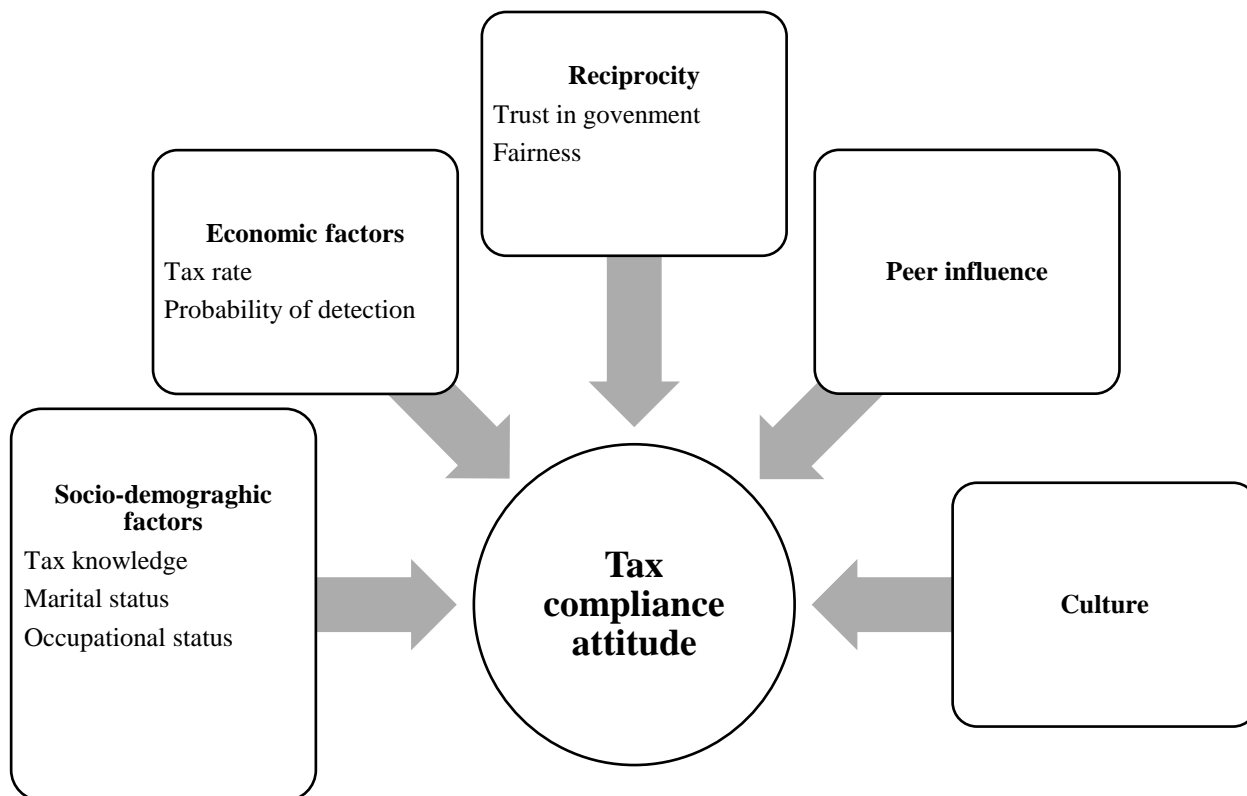 Reciprocity
Trust in govenment
Fairness
Economic factors
Tax rate
Probability of detection
Peer influence
Socio-demograghic
factors
Tax knowledge
Marital status
Occupational status
Tax
compliance
attitude
Culture